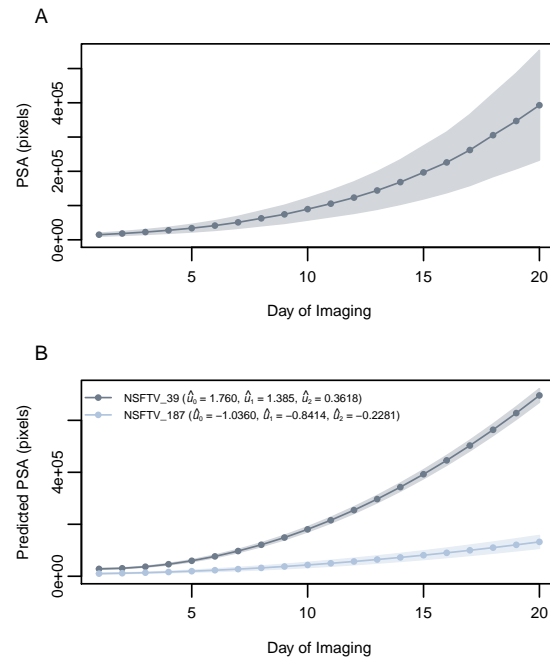 A
PSA (pixels)
4e+05
2e+05
0e+00
5
10
15
20
Day of Imaging
B
NSFTV_39 (û₀ = 1.760, û₁ = 1.385, û₂ = 0.3618)
NSFTV_187 (û₀ = −1.0360, û₁ = −0.8414, û₂ = −0.2281)
Predicted PSA (pixels)
4e+05
0e+00
5
10
15
20
Day of Imaging